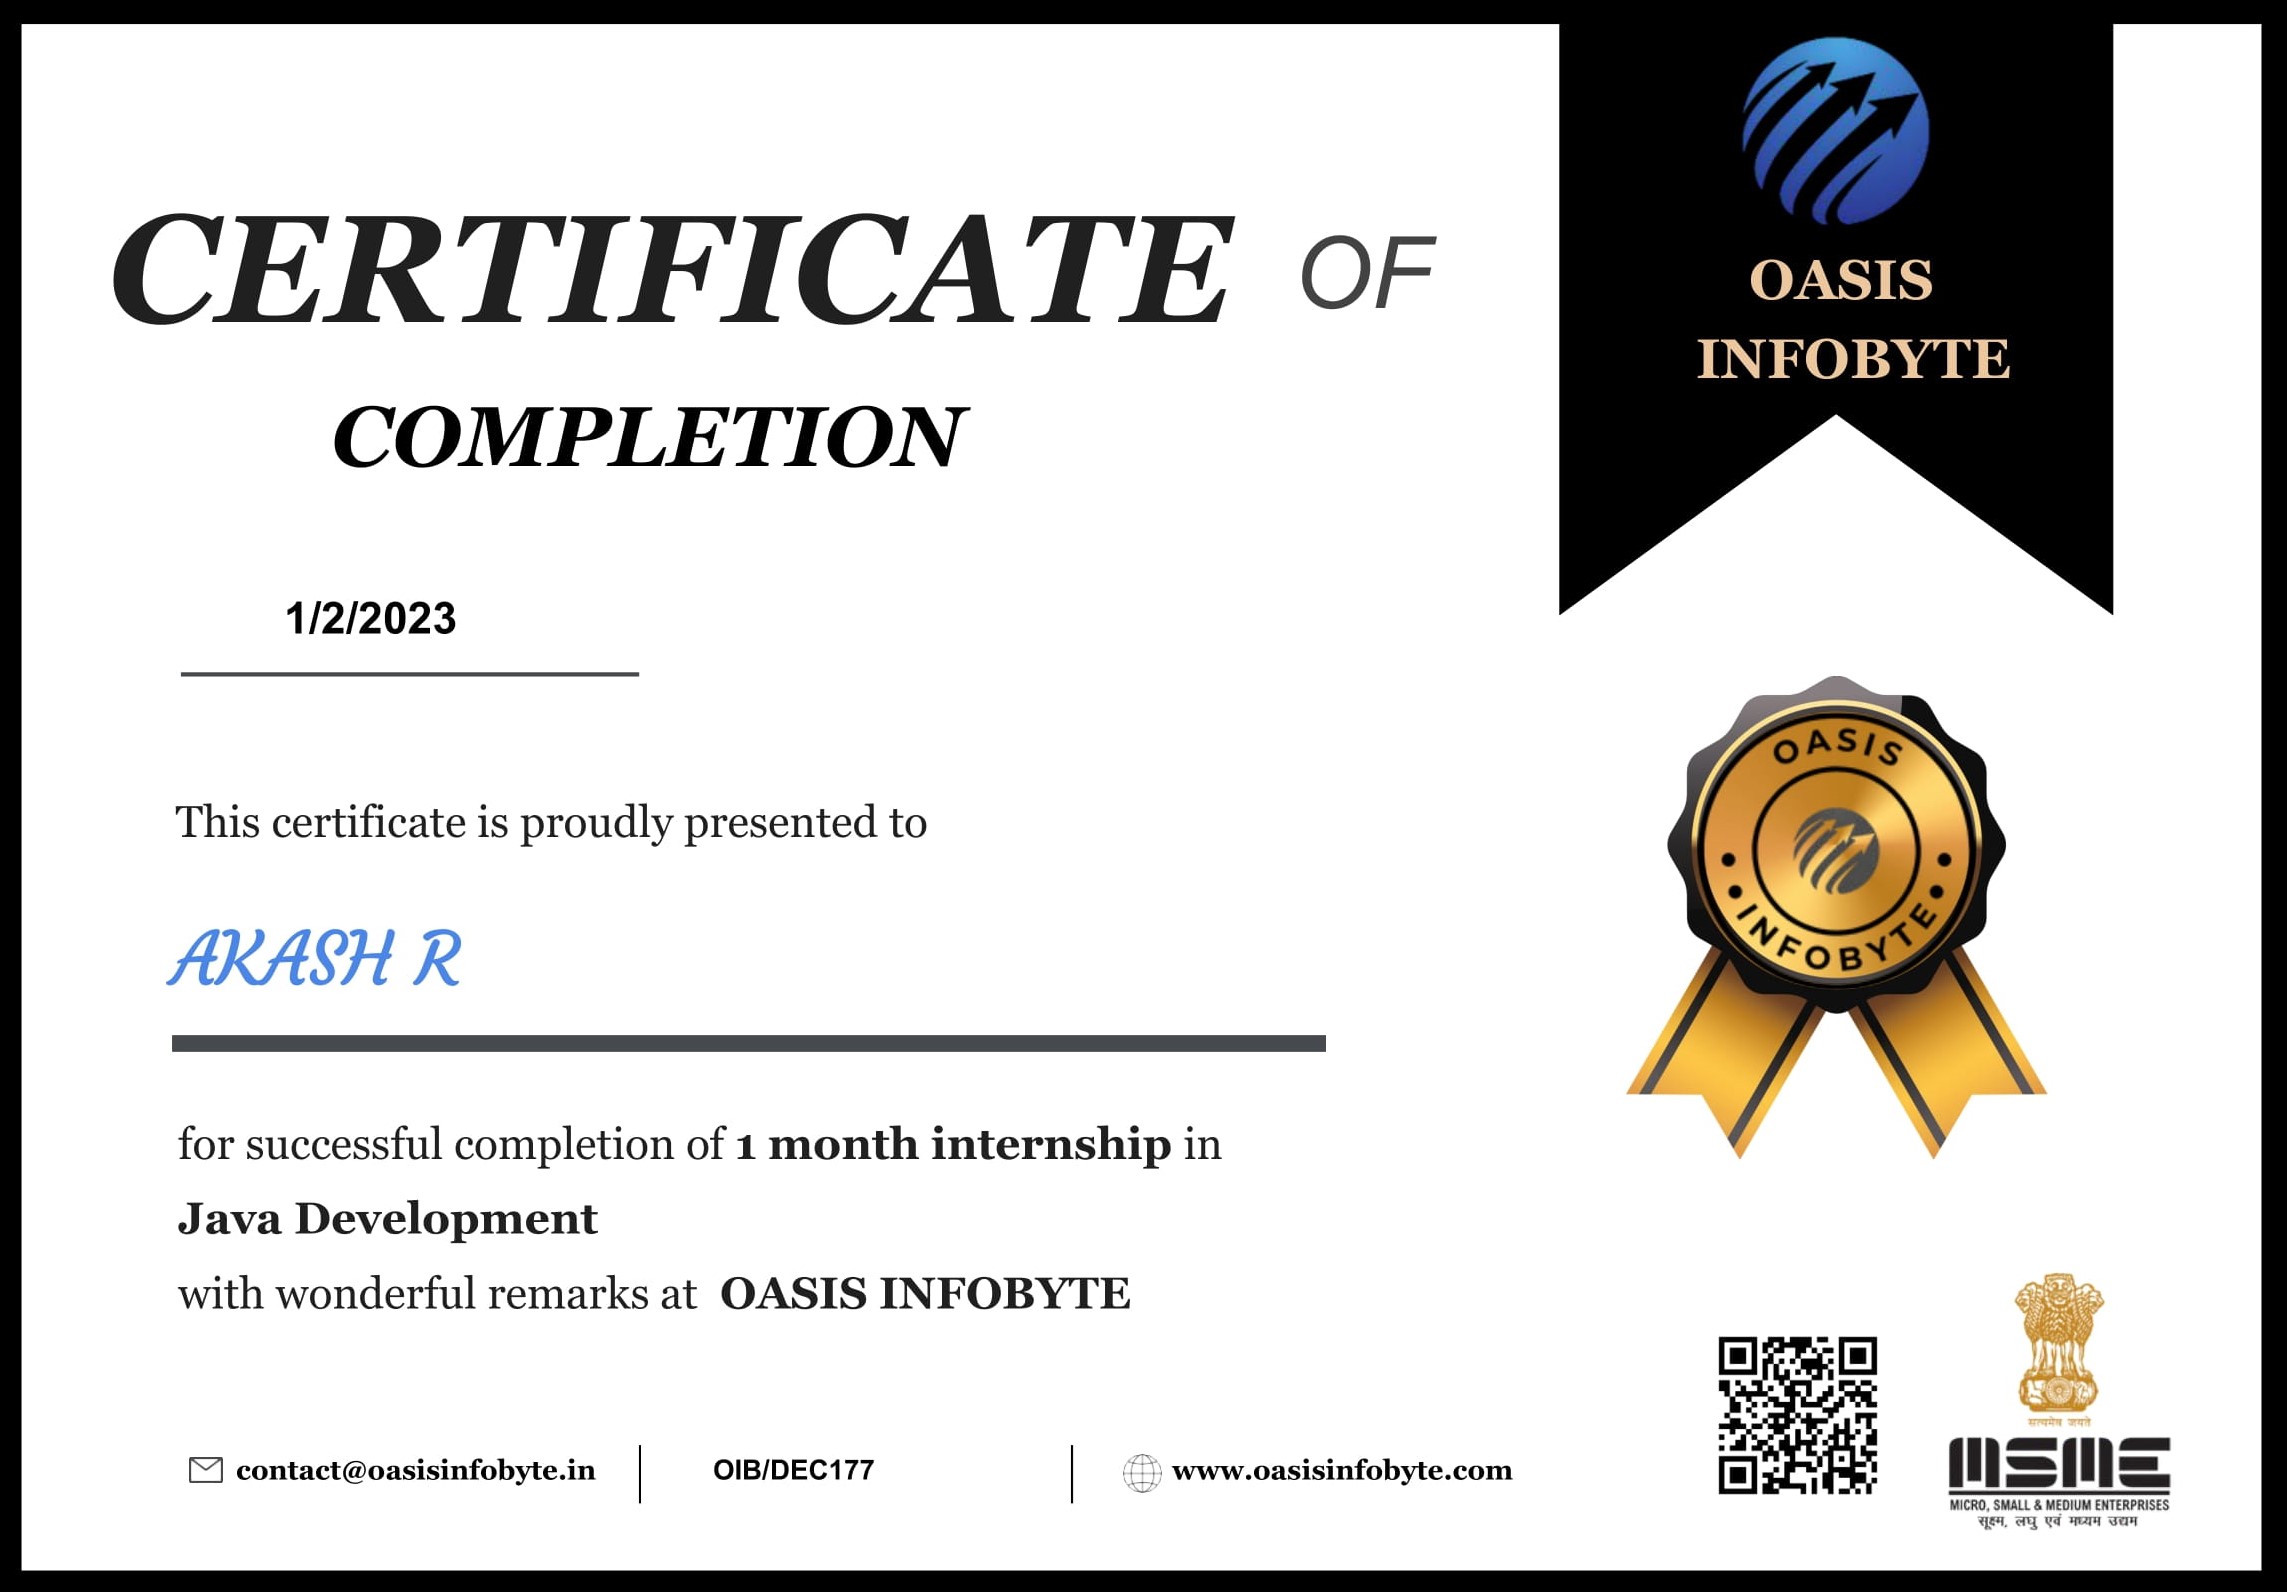 CERTIFICATE OF
COMPLETION
OASIS
INFOBYTE
1/2/2023
This certificate is proudly presented to
AKASH R
for successful completion of 1 month internship in
Java Development
with wonderful remarks at OASIS INFOBYTE
OASIS
INFOBYTE
contact@oasisinfobyte.in
OIB/DEC177
www.oasisinfobyte.com
सत्यमेव जयते
MSME
MICRO, SMALL & MEDIUM ENTERPRISES
सूक्ष्म, लघु एवं मध्यम उद्यम